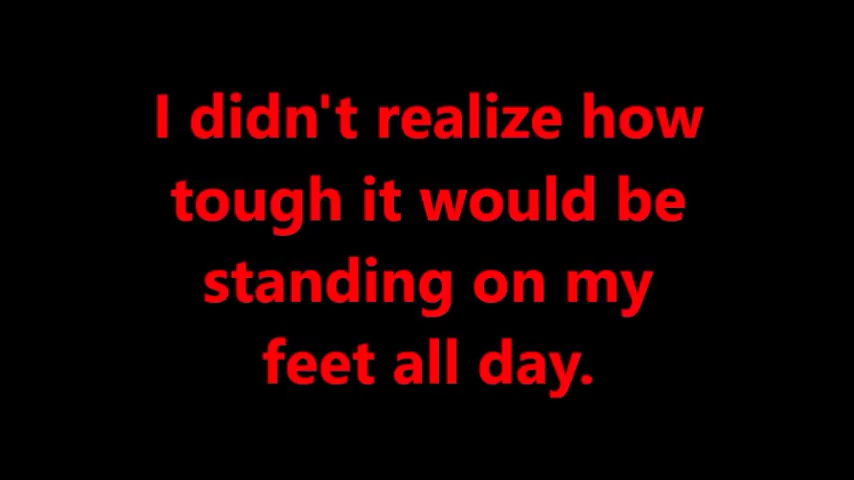 I didn't realize how
tough it would be
standing on my
feet all day.